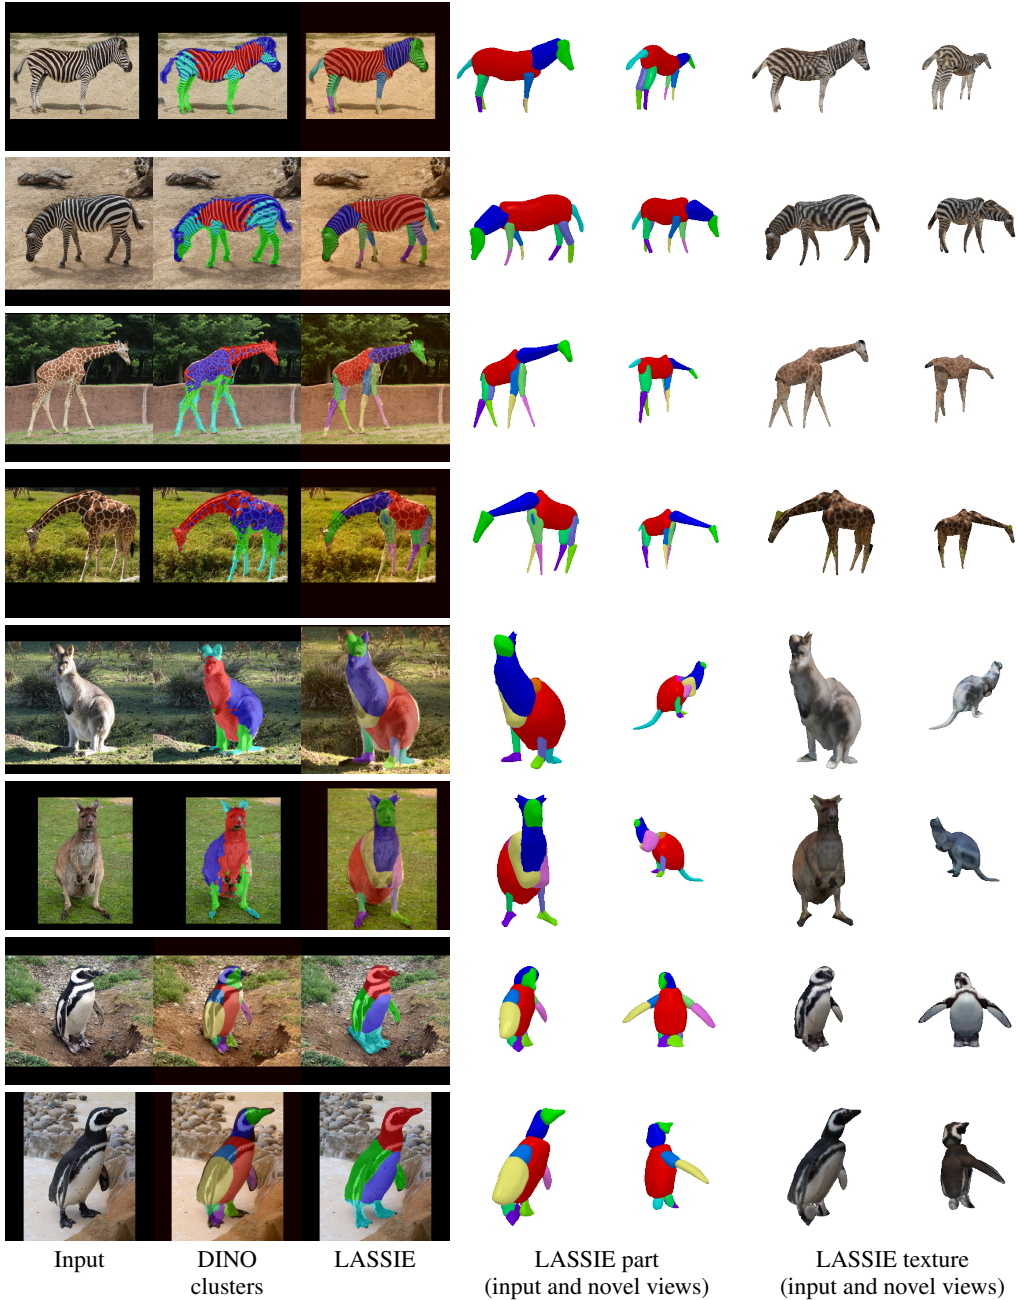 Input
DINO
clusters
LASSIE
LASSIE part
(input and novel views)
LASSIE texture
(input and novel views)